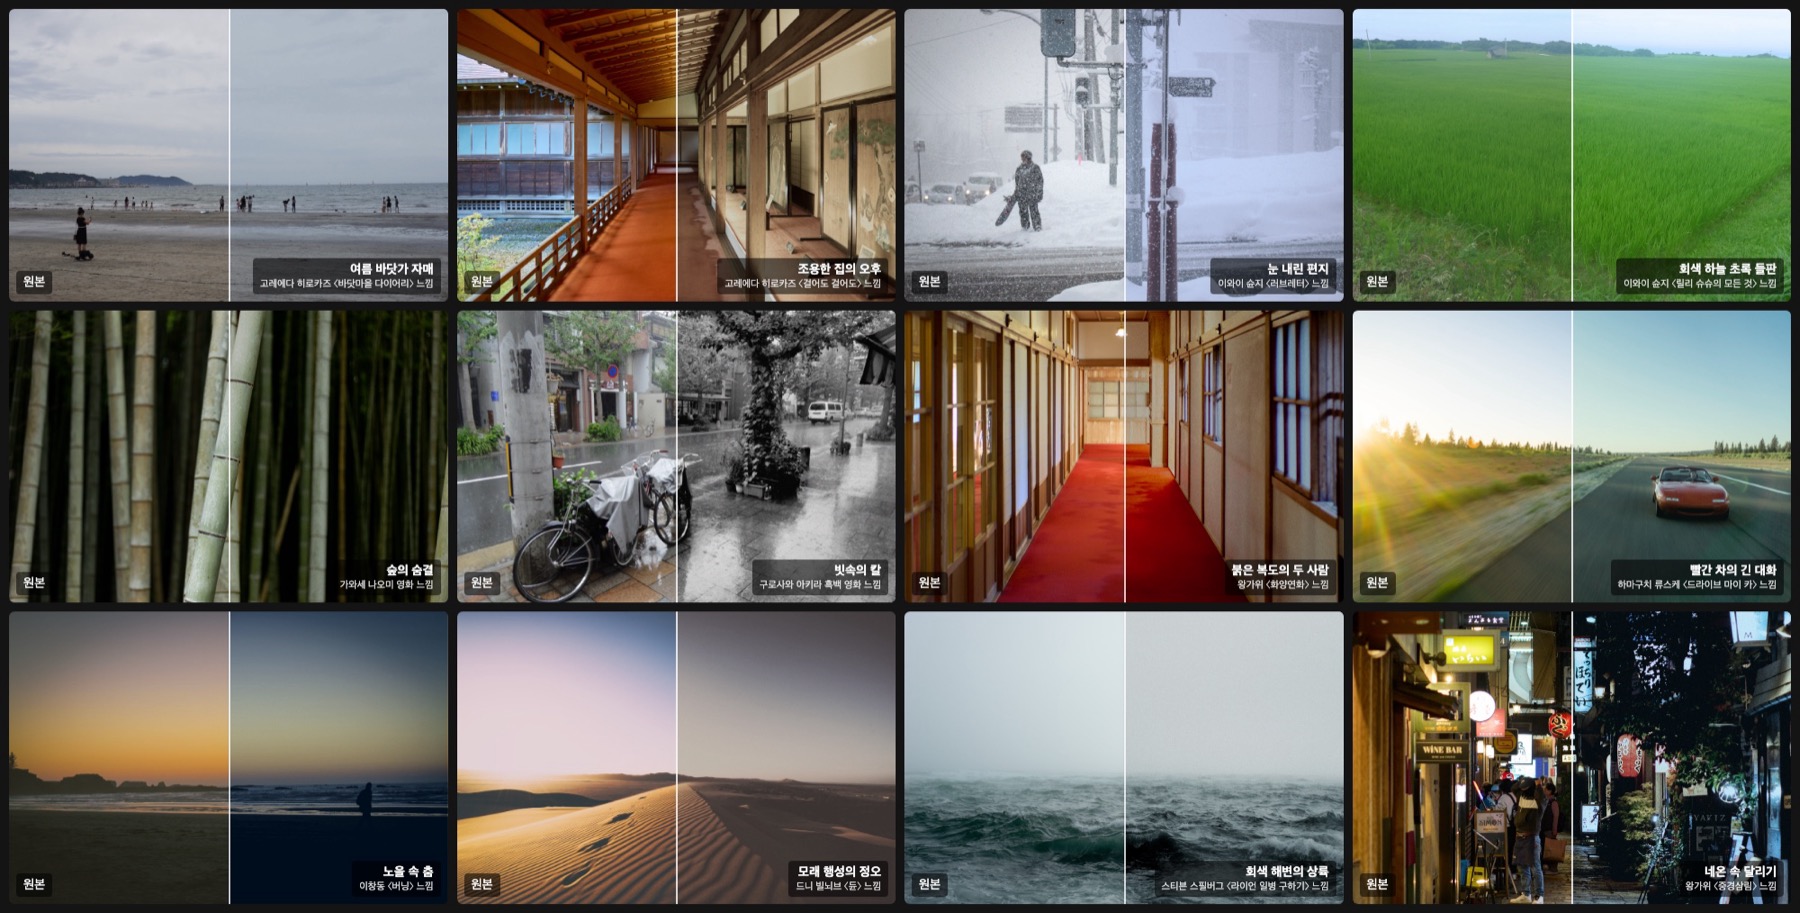 원본
여름 바닷가 자매
고레에다 히로카즈 <바닷마을 다이어리> 느낌
원본
조용한 집의 오후
고레에다 히로카즈 <걸어도 걸어도> 느낌
원본
눈 내린 편지
이와이 슌지 <러브레터> 느낌
원본
회색 하늘 초록 들판
이와이 슌지 <릴리 슈슈의 모든 것> 느낌
원본
숲의 숨결
가와세 나오미 영화 느낌
원본
빗속의 칼
구로사와 아키라 흑백 영화 느낌
원본
붉은 복도의 두 사람
왕가위 <화양연화> 느낌
원본
빨간 차의 긴 대화
하마구치 류스케 <드라이브 마이 카> 느낌
원본
노을 속 춤
이창동 <버닝> 느낌
원본
모래 행성의 정오
드니 빌뇌브 <듄> 느낌
원본
회색 해변의 상륙
스티븐 스필버그 <라이언 일병 구하기> 느낌
WINE BAR
원본
네온 속 달리기
왕가위 <중경삼림> 느낌